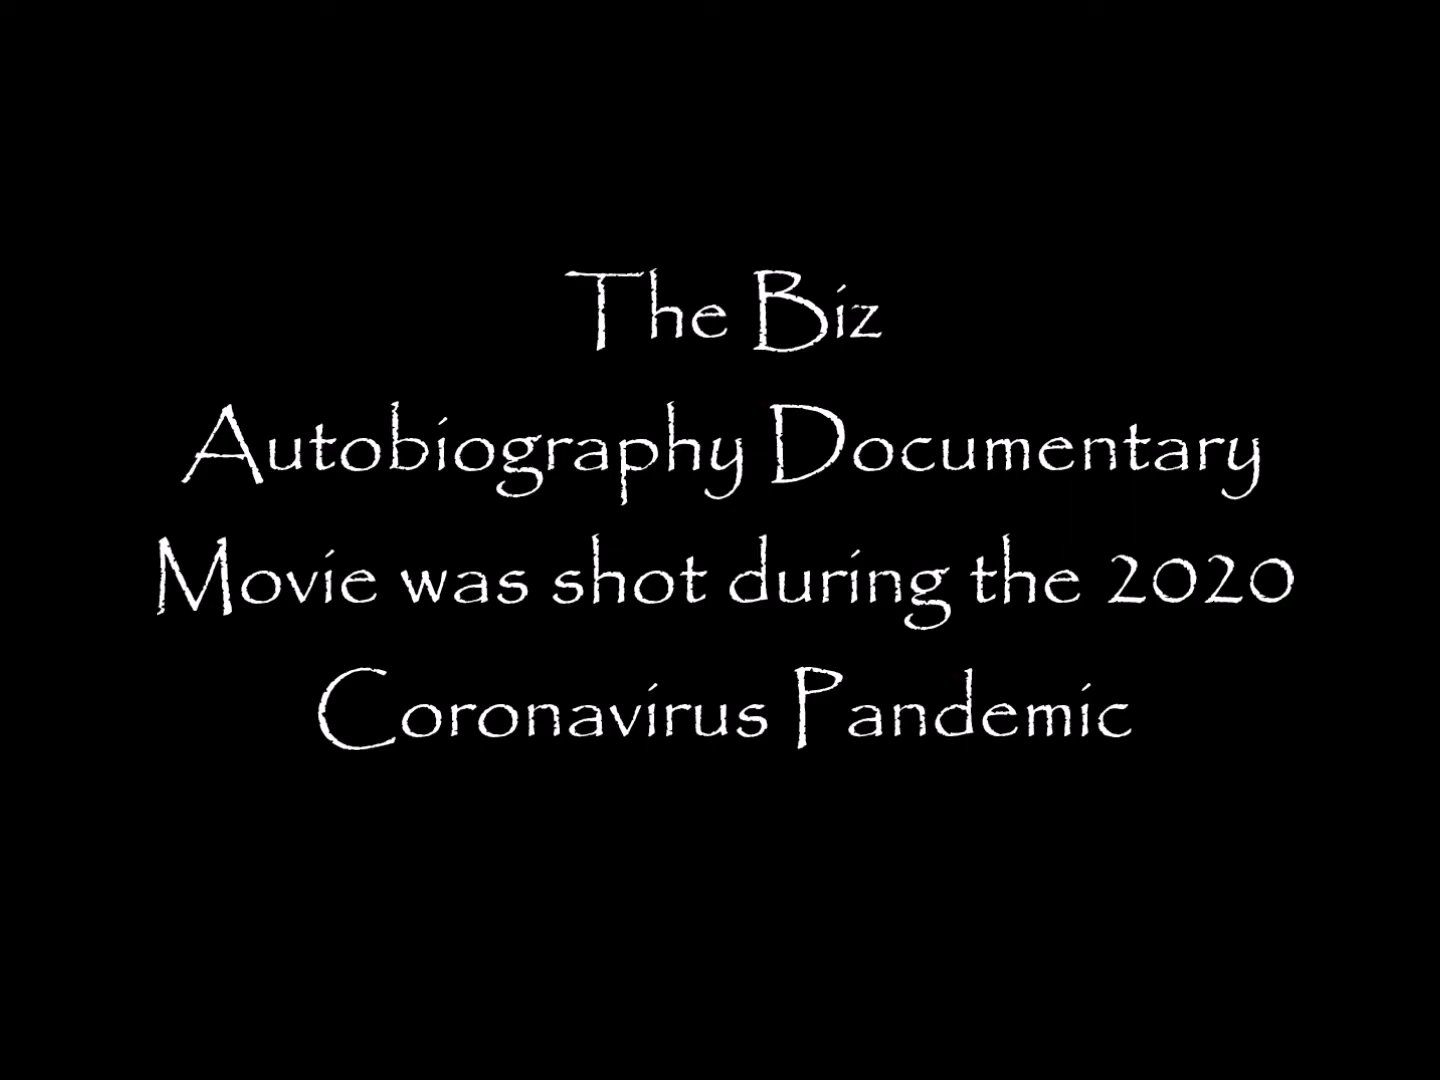 The Biz
Autobiography Documentary
Movie was shot during the 2020
Coronavirus Pandemic